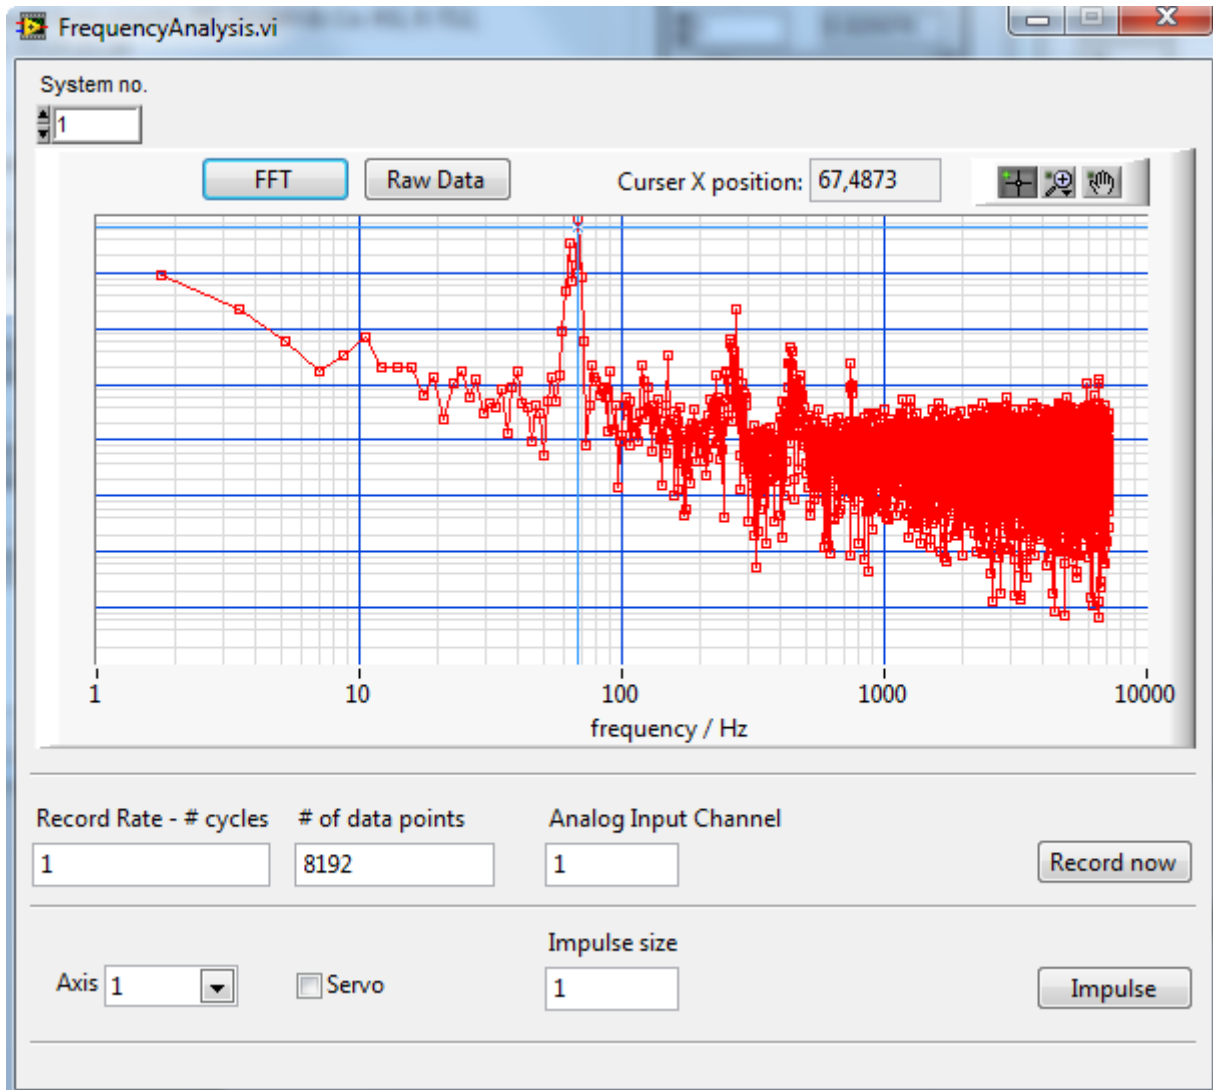 FrequencyAnalysis.vi
System no.
1
FFT Raw Data Curser X position: 67,4873
1 10 100 1000 10000
frequency / Hz
Record Rate - # cycles # of data points Analog Input Channel
1 8192 1 Record now
Impulse size
Axis 1 Servo 1 Impulse